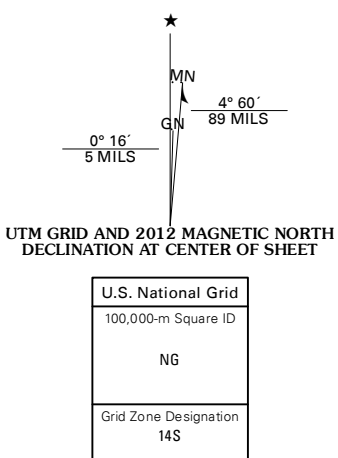 ★
MN
4° 60´
89 MILS
GN
0° 16´
5 MILS
UTM GRID AND 2012 MAGNETIC NORTH
DECLINATION AT CENTER OF SHEET
U.S. National Grid
100,000-m Square ID
NG
Grid Zone Designation
14S